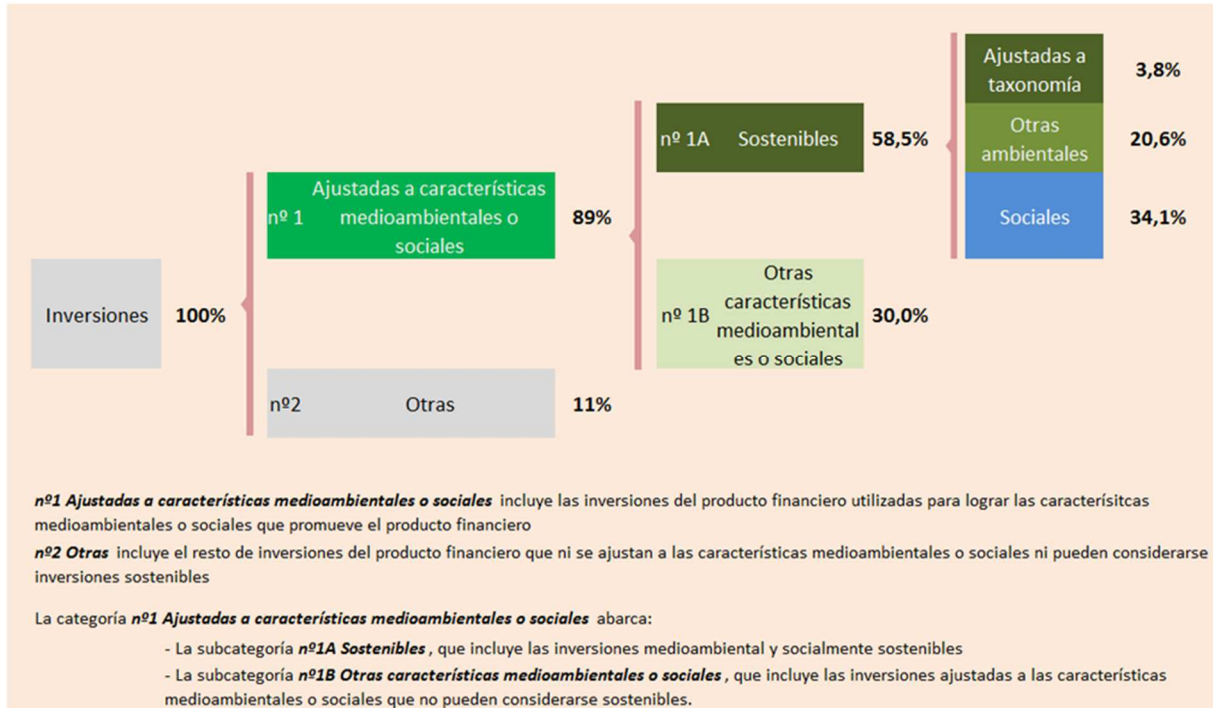 Ajustadas a
taxonomía
3,8%
nº 1A Sostenibles 58,5%
Otras
ambientales
20,6%
Ajustadas a características
nº 1 medioambientales o
sociales
89%
Sociales 34,1%
Inversiones 100%
Otras
características
nº 1B medioambiental
es o sociales
30,0%
nº2 Otras 11%
nº1 Ajustadas a características medioambientales o sociales incluye las inversiones del producto financiero utilizadas para lograr las caracterísitcas
medioambientales o sociales que promueve el producto financiero
nº2 Otras incluye el resto de inversiones del producto financiero que ni se ajustan a las características medioambientales o sociales ni pueden considerarse
inversiones sostenibles
La categoría nº1 Ajustadas a características medioambientales o sociales abarca:
- La subcategoría nº1A Sostenibles, que incluye las inversiones medioambiental y socialmente sostenibles
- La subcategoría nº1B Otras características medioambientales o sociales, que incluye las inversiones ajustadas a las características
medioambientales o sociales que no pueden considerarse sostenibles.